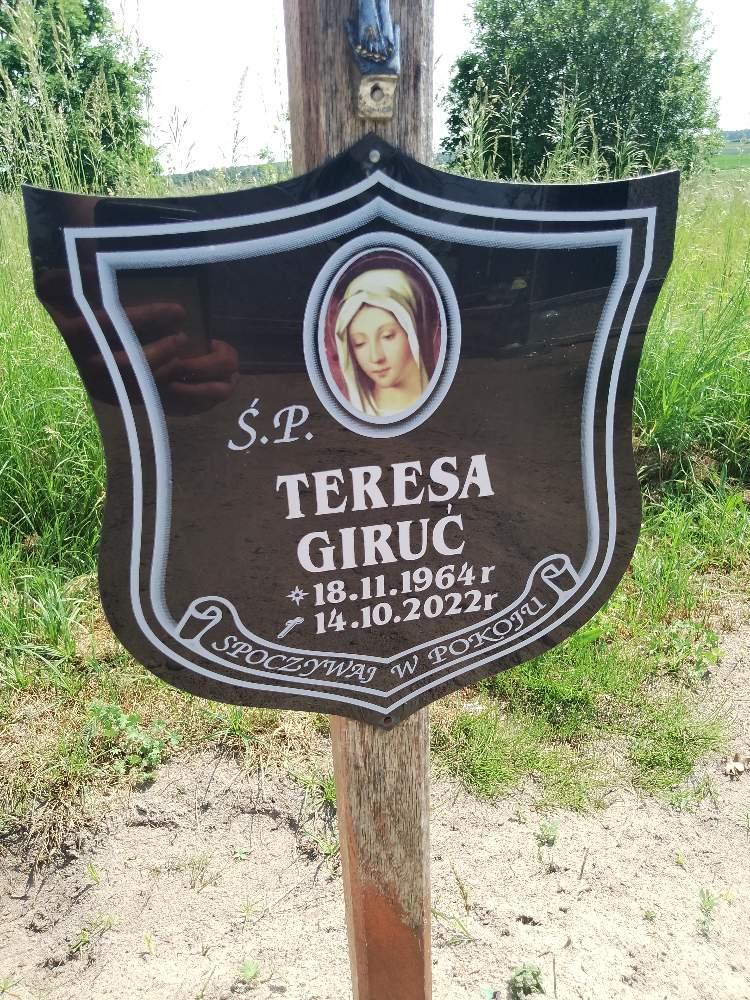 Ś.P.
TERESA
GIRUĆ
18.11.1964r
14.10.2022r
SPOCZYWAJ W POKOJU